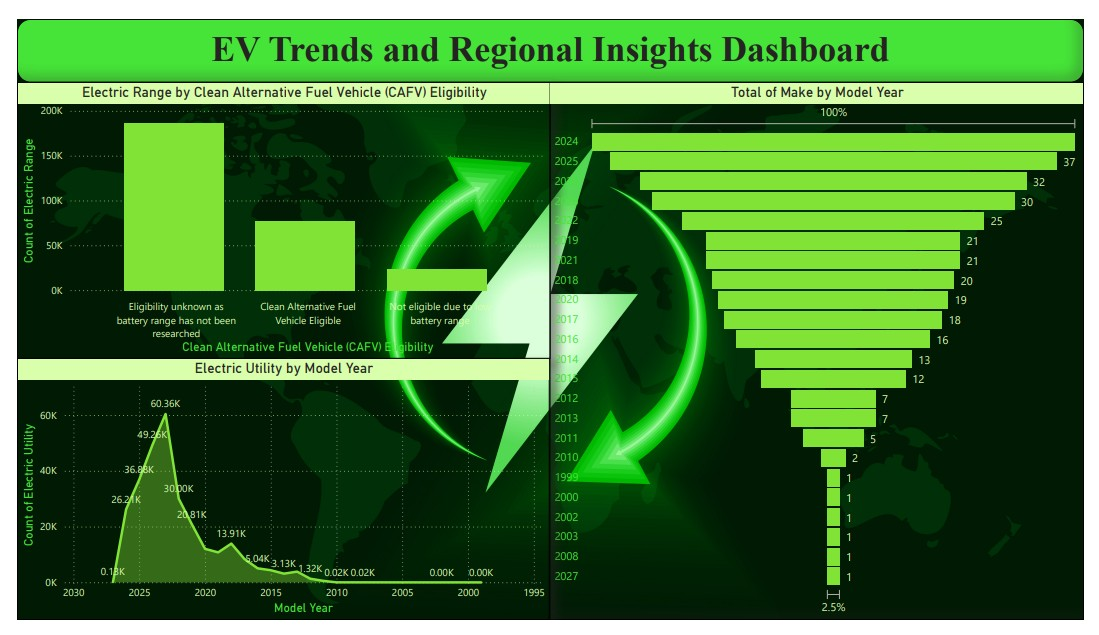 EV Trends and Regional Insights Dashboard
Electric Range by Clean Alternative Fuel Vehicle (CAFV) Eligibility
200K
150K
100K
50K
0K
Count of Electric Range
Eligibility unknown as
battery range has not been
researched
Clean Alternative Fuel
Vehicle Eligible
Not eligible due to
battery range
Clean Alternative Fuel Vehicle (CAFV) Eligibility
Electric Utility by Model Year
60K
40K
20K
0K
Count of Electric Utility
60.36K
49.26K
26.21K
30.00K
20.81K
13.91K
5.04K
3.13K
1.32K
0.02K
0.02K
0.00K
0.00K
2030
2025
2020
2015
2010
2005
2000
1995
Model Year
Total of Make by Model Year
100%
2024
2025 37
32
30
25
21
2021 21
2018 20
2020 19
2017 18
2016 16
2014 13
2015 12
2012 7
2013 7
2011 5
2010 2
1999 1
2000 1
2002 1
2003 1
2008 1
2027 1
2.5%